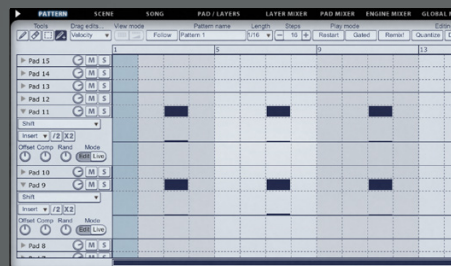 PATTERN SCENE SONG PAD / LAYERS LAYER MIXER PAD MIXER ENGINE MIXER GLOBAL
Tools Drag edits... View mode Pattern name Length Steps Play mode
Velocity Follow Pattern 1 1/16 - 16 + Restart Gated Remix! Quantize
1 5 9 13
Pad 15 M S
Pad 14 M S
Pad 13 M S
Pad 12 M S
Pad 11 M S
Shift
Insert /2 X2
Offset Comp Rand Mode
Edit Live
Pad 10 M S
Pad 9 M S
Shift
Insert /2 X2
Offset Comp Rand Mode
Edit Live
Pad 8 M S